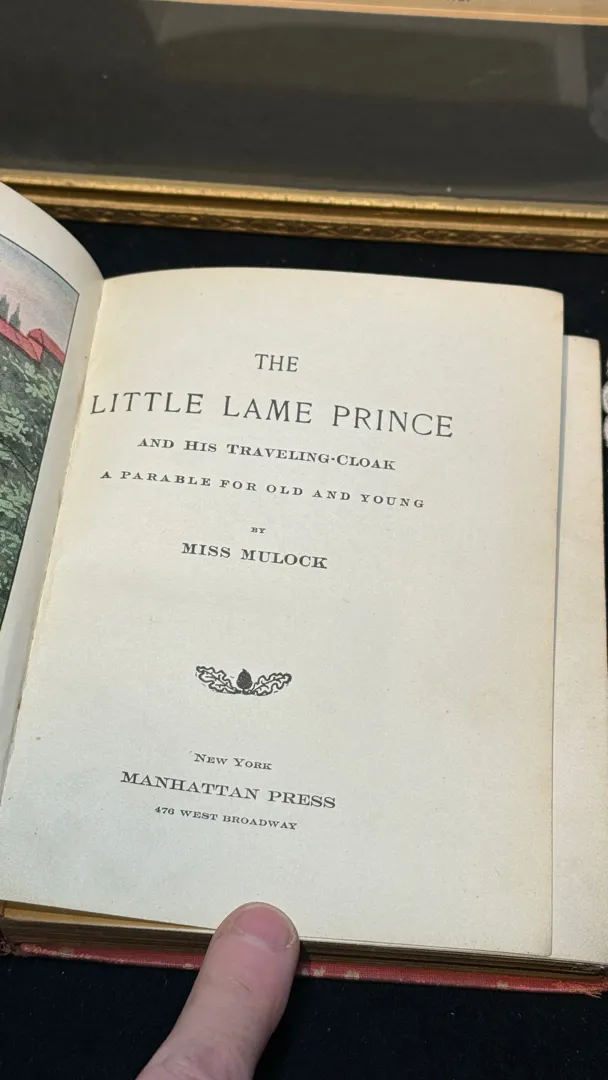 THE
LITTLE LAME PRINCE
AND HIS TRAVELING-CLOAK
A PARABLE FOR OLD AND YOUNG
BY
MISS MULOCK
NEW YORK
MANHATTAN PRESS
476 WEST BROADWAY